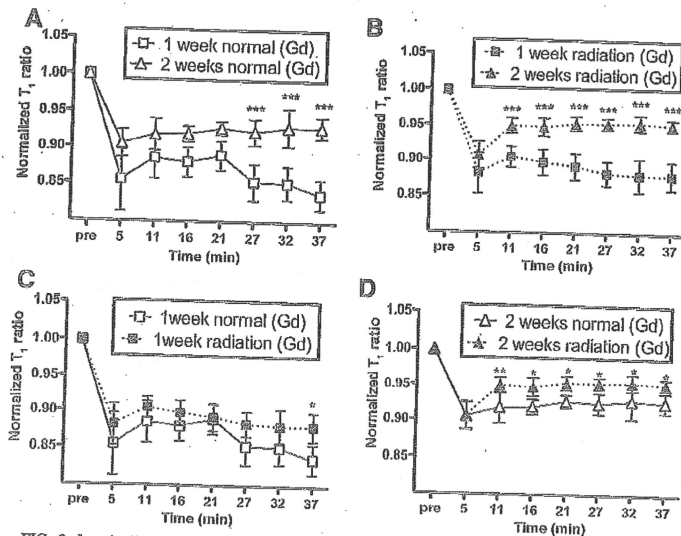 A
1 week normal (Gd)
2 weeks normal (Gd)
Normalized T1 ratio
1.05
1.00
0.95
0.90
0.85
*** *** ***
pre 5 11 16 21 27 32 37
Time (min)
B
1 week radiation (Gd)
2 weeks radiation (Gd)
Normalized T1 ratio
1.05
1.00
0.95
0.90
0.85
*** *** *** *** *** ***
pre 5 11 16 21 27 32 37
Time (min)
C
1week normal (Gd)
1week radiation (Gd)
Normalized T1 ratio
1.05
1.00
0.90
0.85
*
pre 5 11 16 21 27 32 37
Time (min)
D
2 weeks normal (Gd)
2 weeks radiation (Gd)
Normalized T1 ratio
1.05
1.00
0.95
0.90
0.85
** * * * * *
pre 5 11 16 21 27 32 37
Time (min)